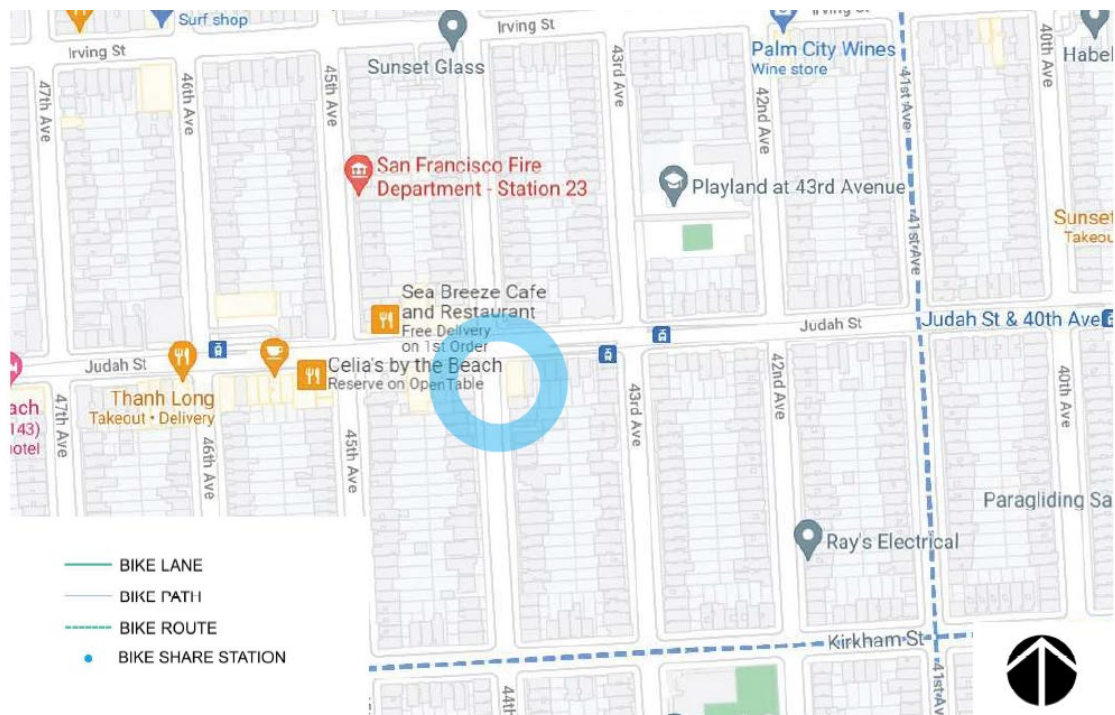 Surf shop
Irving St
Irving St
Irving St
47th Ave
46th Ave
45th Ave
Sunset Glass
43rd Ave
Palm City Wines
Wine store
42nd Ave
41st Ave
40th Ave
San Francisco Fire
Department - Station 23
Playland at 43rd Avenue
41st Ave
Sunset
Takeou
Sea Breeze Cafe
and Restaurant
Free Delivery
on 1st Order
Judah St
Judah St & 40th Ave
Judah St
Celia's by the Beach
Reserve on OpenTable
Thanh Long
Takeout • Delivery
ach
143)
otel
47th Ave
46th Ave
45th Ave
43rd Ave
42nd Ave
40th Ave
Paragliding Sa
Ray's Electrical
Kirkham St
44th
41st Ave
BIKE LANE
BIKE PATH
BIKE ROUTE
BIKE SHARE STATION